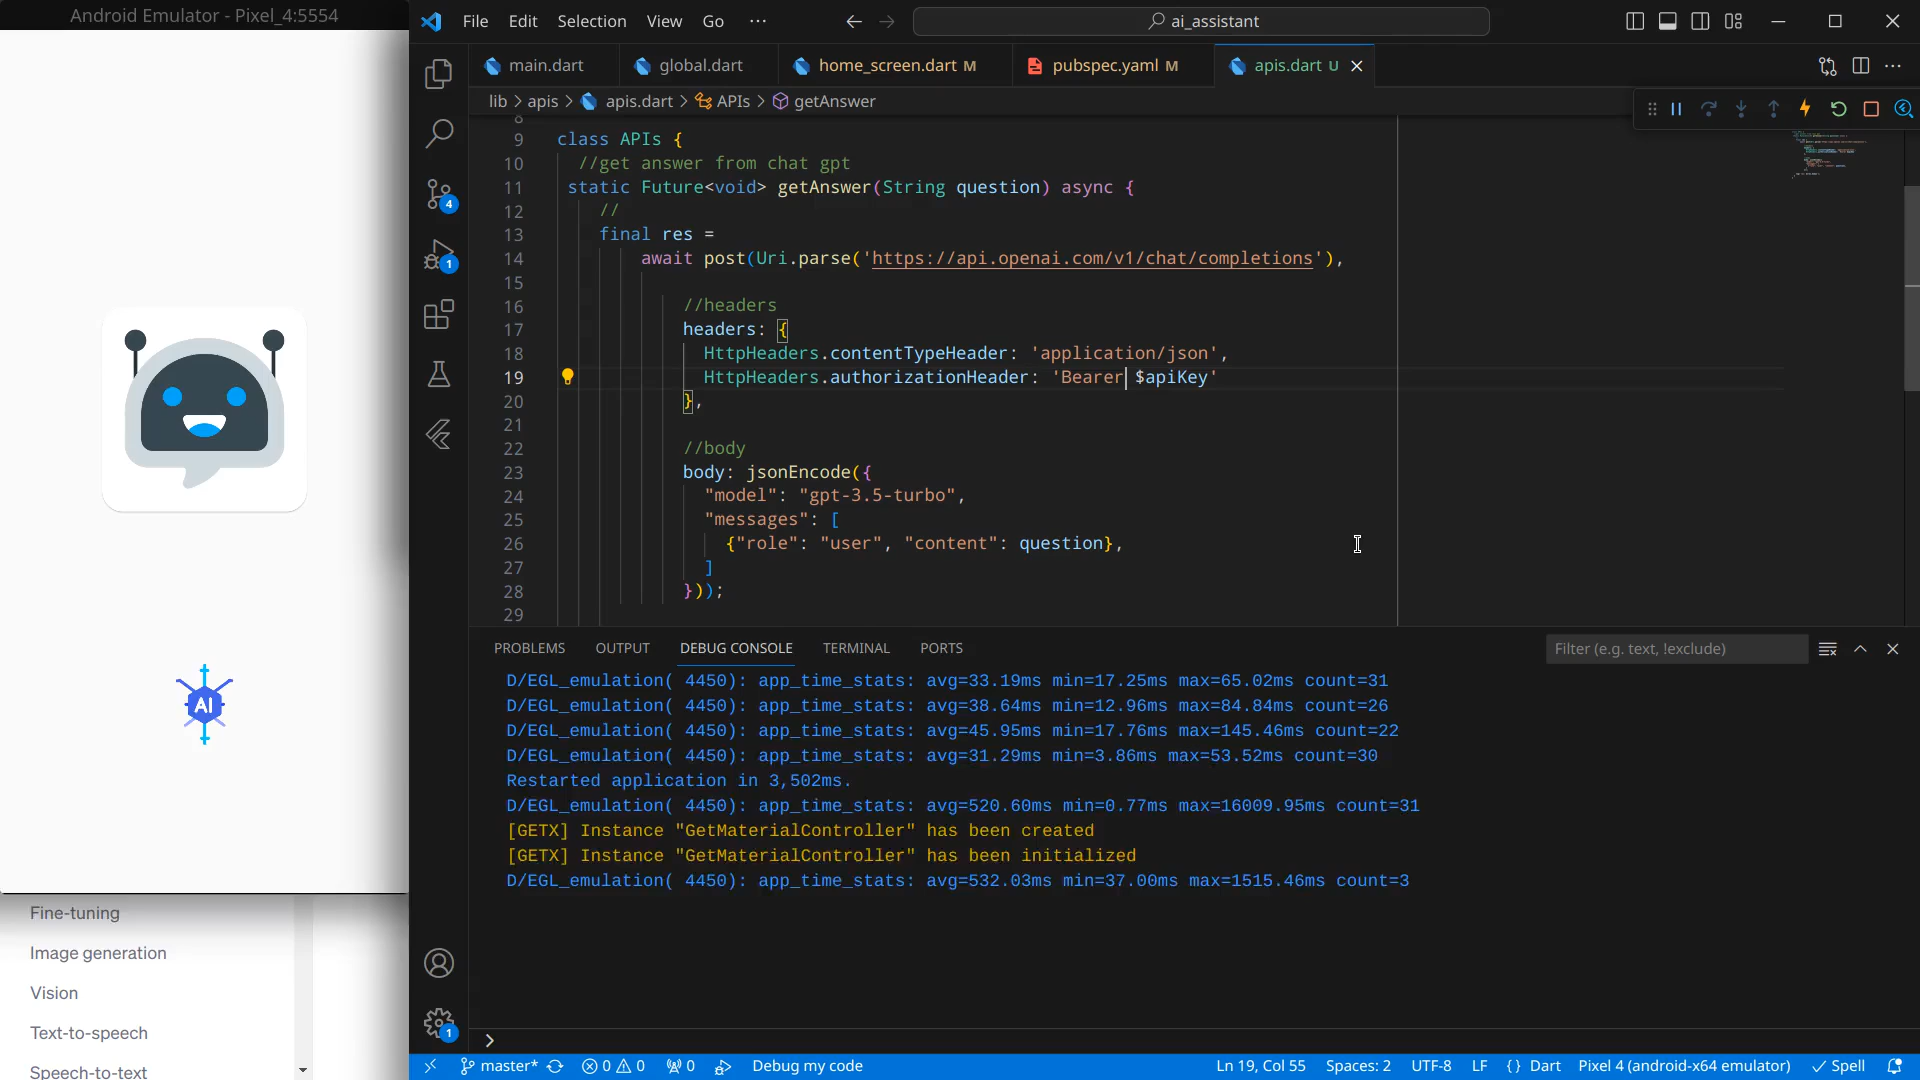 Android Emulator - Pixel_4:5554
File Edit Selection View Go ···
ai_assistant
main.dart
global.dart
home_screen.dart M
pubspec.yaml M
apis.dart U
lib > apis > apis.dart > APIs > getAnswer
8
9 class APIs {
10 //get answer from chat gpt
11 static Future<void> getAnswer(String question) async {
12 //
13 final res =
14 await post(Uri.parse('https://api.openai.com/v1/chat/completions'),
15
16 //headers
17 headers: {
18 HttpHeaders.contentTypeHeader: 'application/json',
19 HttpHeaders.authorizationHeader: 'Bearer $apiKey'
20 },
21
22 //body
23 body: jsonEncode({
24 "model": "gpt-3.5-turbo",
25 "messages": [
26 {"role": "user", "content": question},
27 ]
28 }));
29
4
1
AI
PROBLEMS OUTPUT DEBUG CONSOLE TERMINAL PORTS
Filter (e.g. text, !exclude)
D/EGL_emulation( 4450): app_time_stats: avg=33.19ms min=17.25ms max=65.02ms count=31
D/EGL_emulation( 4450): app_time_stats: avg=38.64ms min=12.96ms max=84.84ms count=26
D/EGL_emulation( 4450): app_time_stats: avg=45.95ms min=17.76ms max=145.46ms count=22
D/EGL_emulation( 4450): app_time_stats: avg=31.29ms min=3.86ms max=53.52ms count=30
Restarted application in 3,502ms.
D/EGL_emulation( 4450): app_time_stats: avg=520.60ms min=0.77ms max=16009.95ms count=31
[GETX] Instance "GetMaterialController" has been created
[GETX] Instance "GetMaterialController" has been initialized
D/EGL_emulation( 4450): app_time_stats: avg=532.03ms min=37.00ms max=1515.46ms count=3
Fine-tuning
Image generation
Vision
Text-to-speech
Speech-to-text
1
>
master* 0 0 0 Debug my code
Ln 19, Col 55 Spaces: 2 UTF-8 LF {} Dart Pixel 4 (android-x64 emulator) Spell